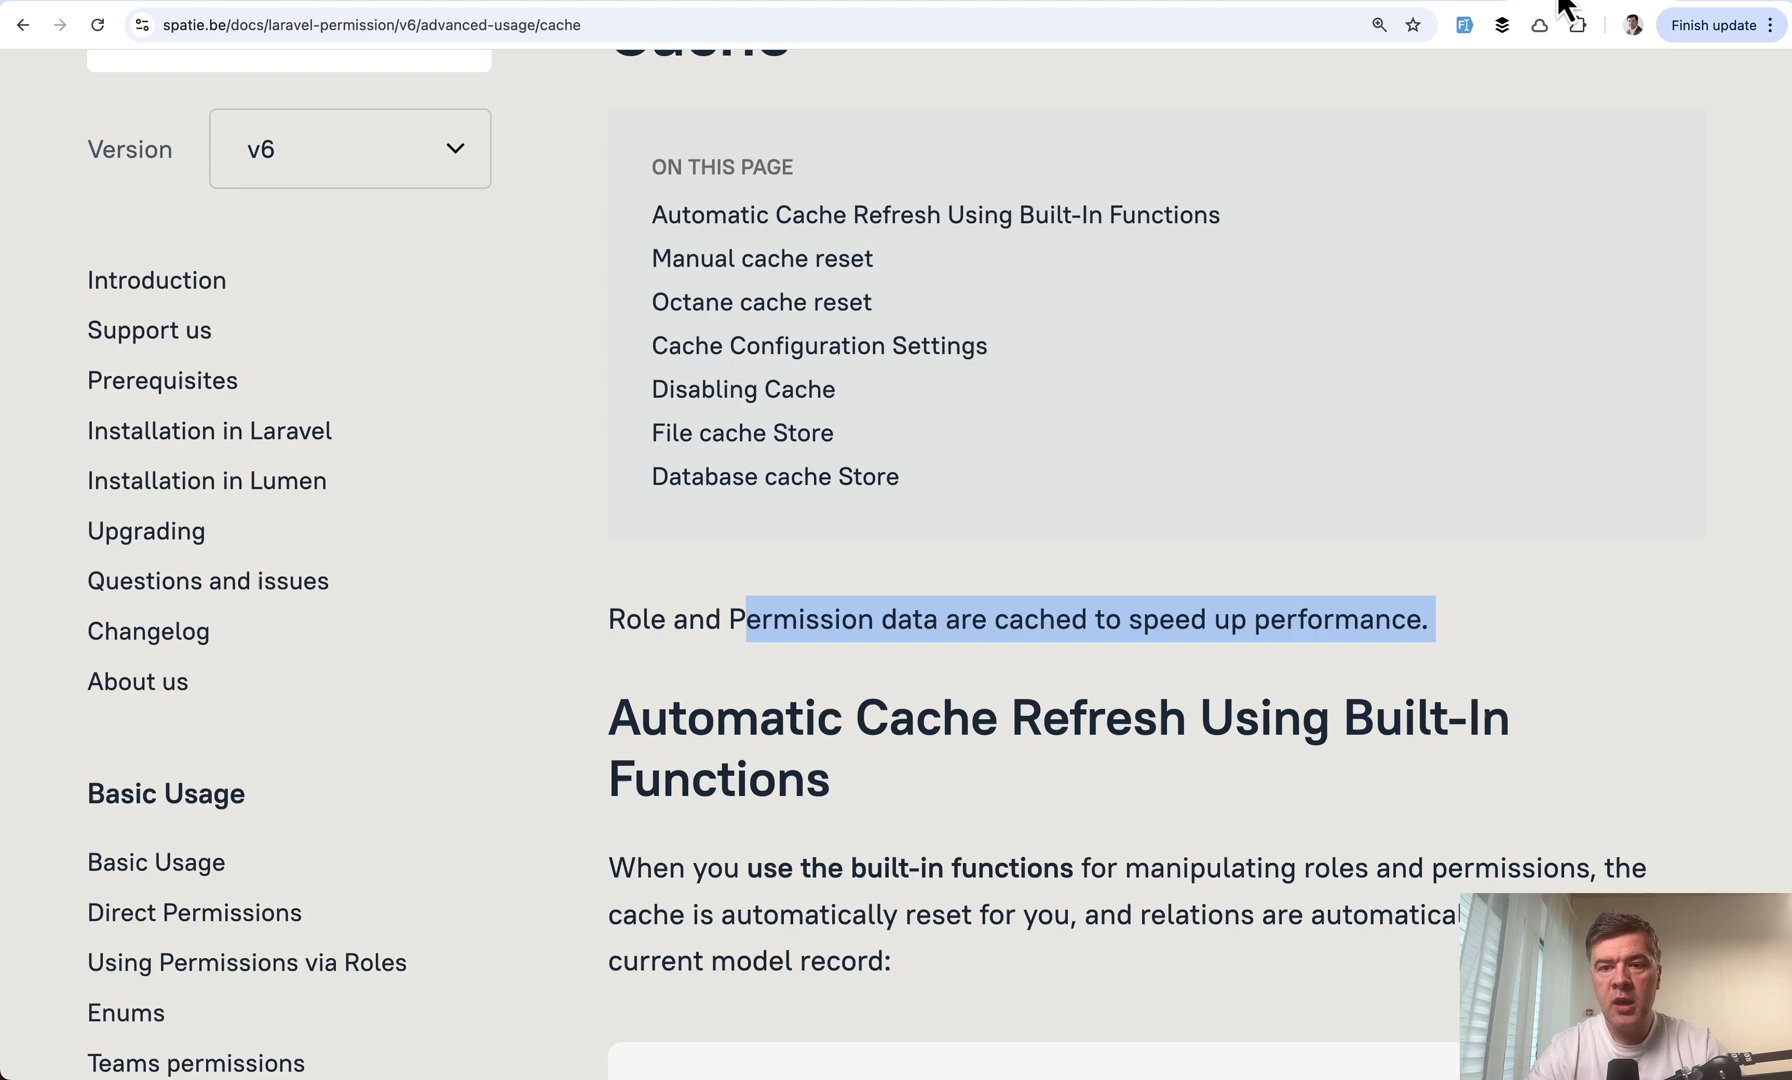 spatie.be/docs/laravel-permission/v6/advanced-usage/cache
Finish update
Cache
Version
v6
Introduction
Support us
Prerequisites
Installation in Laravel
Installation in Lumen
Upgrading
Questions and issues
Changelog
About us
Basic Usage
Basic Usage
Direct Permissions
Using Permissions via Roles
Enums
Teams permissions
ON THIS PAGE
Automatic Cache Refresh Using Built-In Functions
Manual cache reset
Octane cache reset
Cache Configuration Settings
Disabling Cache
File cache Store
Database cache Store
Role and Permission data are cached to speed up performance.
Automatic Cache Refresh Using Built-In
Functions
When you use the built-in functions for manipulating roles and permissions, the
cache is automatically reset for you, and relations are automatical
current model record: